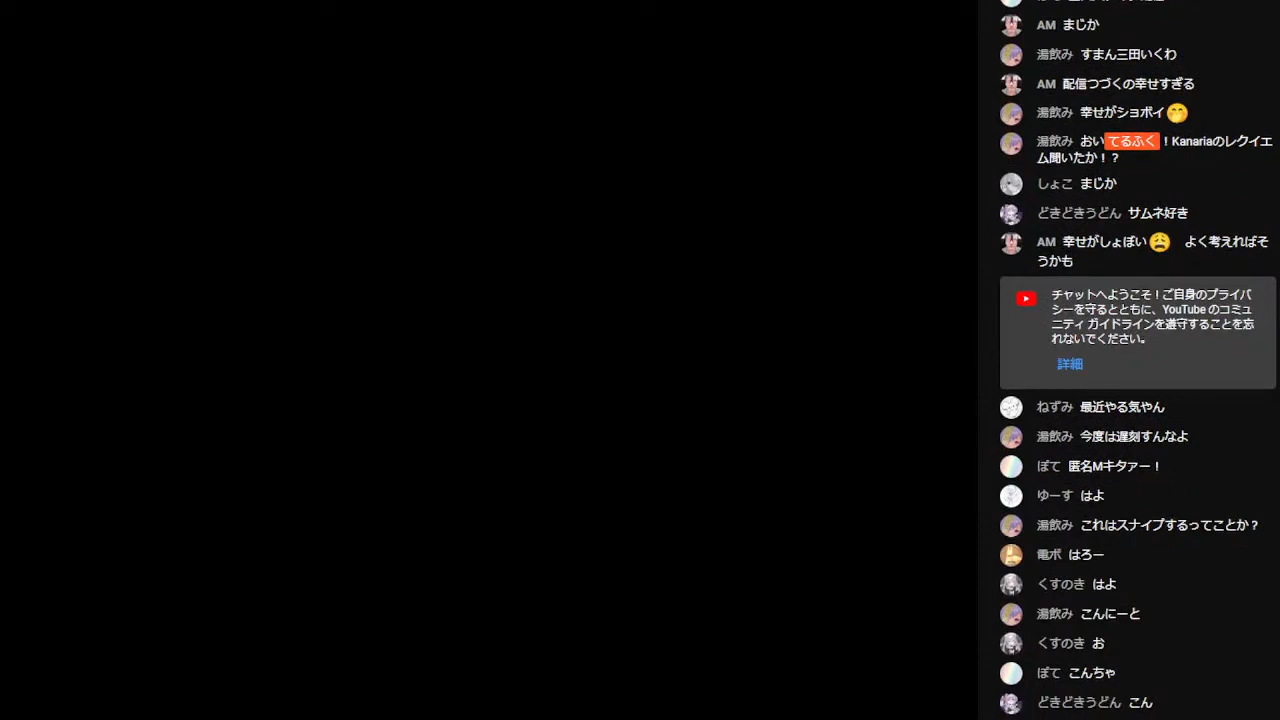 AM まじか
湯飲み すまん三田いくわ
AM 配信つづくの幸せすぎる
湯飲み 幸せがショボイ🤭
湯飲み おいてるふく！Kanariaのレクイエ
ム聞いたか！？
しょこ まじか
どきどきうどん サムネ好き
AM 幸せがしょぼい😩 よく考えればそ
うかも
チャットへようこそ！ご自身のプライバ
シーを守るとともに、YouTube のコミュ
ニティ ガイドラインを遵守することを忘
れないでください。
詳細
ねずみ 最近やる気やん
湯飲み 今度は遅刻すんなよ
ぽて 匿名Mキタァー！
ゆーす はよ
湯飲み これはスナイプするってことか？
電ボ はろー
くすのき はよ
湯飲み こんにーと
くすのき お
ぽて こんちゃ
どきどきうどん こん